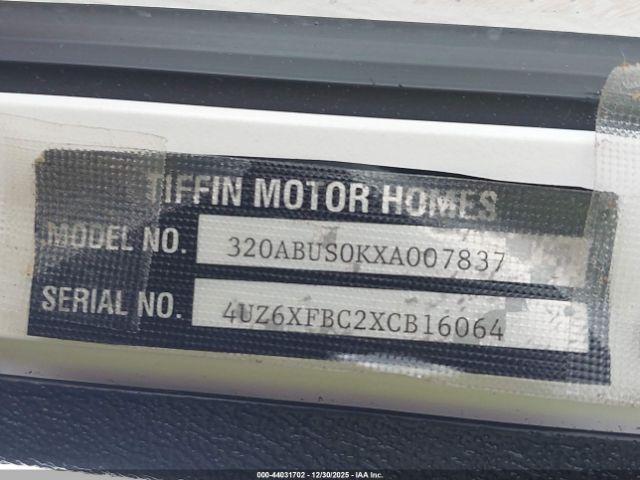 TIFFIN MOTOR HOMES
MODEL NO. 320ABUS0KXA007837
SERIAL NO. 4UZ6XFBC2XCB16064
000-44031702 - 12/30/2025 - IAA Inc.